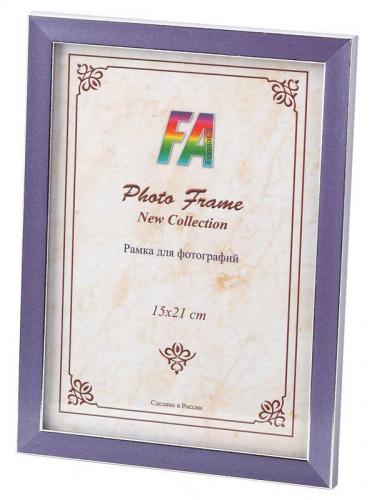 FA
Photo Frame
New Collection
Рамка для фотографий
15x21 cm
Сделано в России